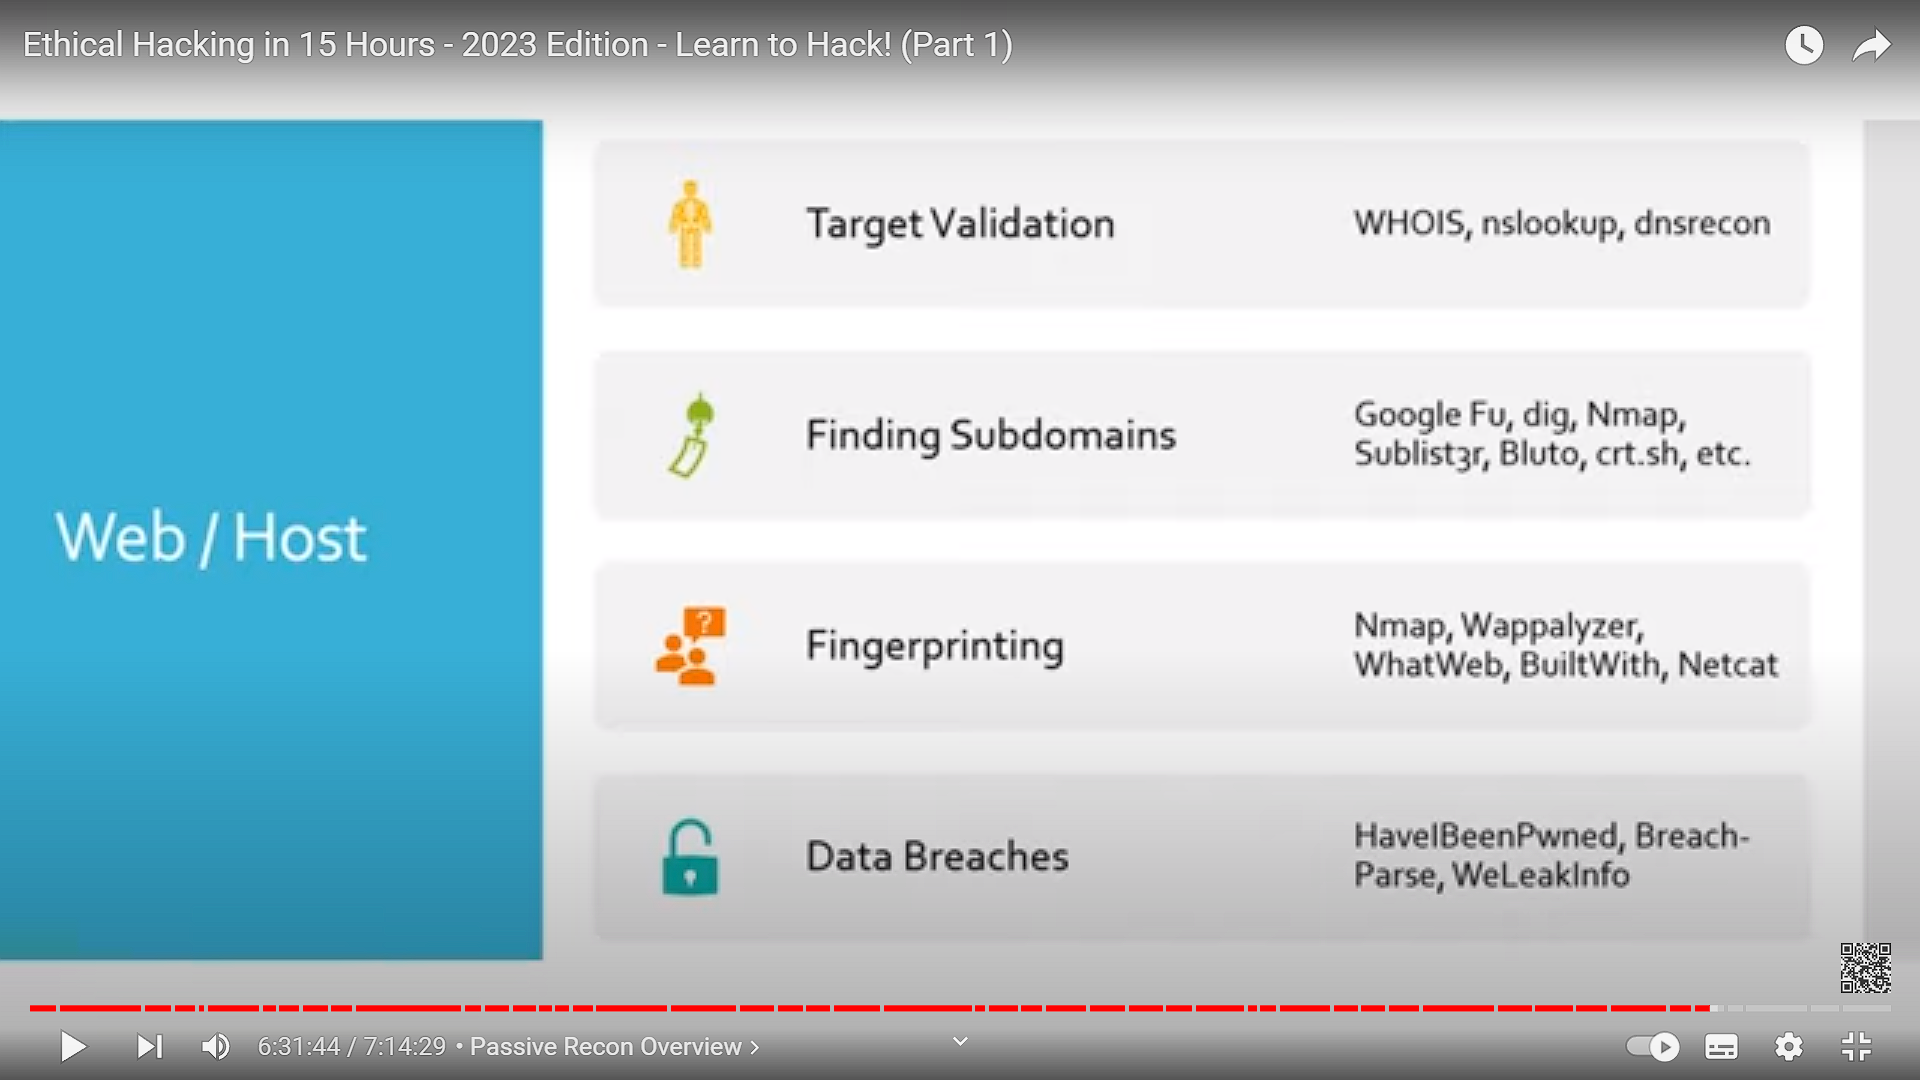 Ethical Hacking in 15 Hours - 2023 Edition - Learn to Hack! (Part 1)
Web / Host
Target Validation
WHOIS, nslookup, dnsrecon
Finding Subdomains
Google Fu, dig, Nmap,
Sublist3r, Bluto, crt.sh, etc.
?
Fingerprinting
Nmap, Wappalyzer,
WhatWeb, BuiltWith, Netcat
Data Breaches
HaveIBeenPwned, Breach-
Parse, WeLeakInfo
6:31:44 / 7:14:29 • Passive Recon Overview >